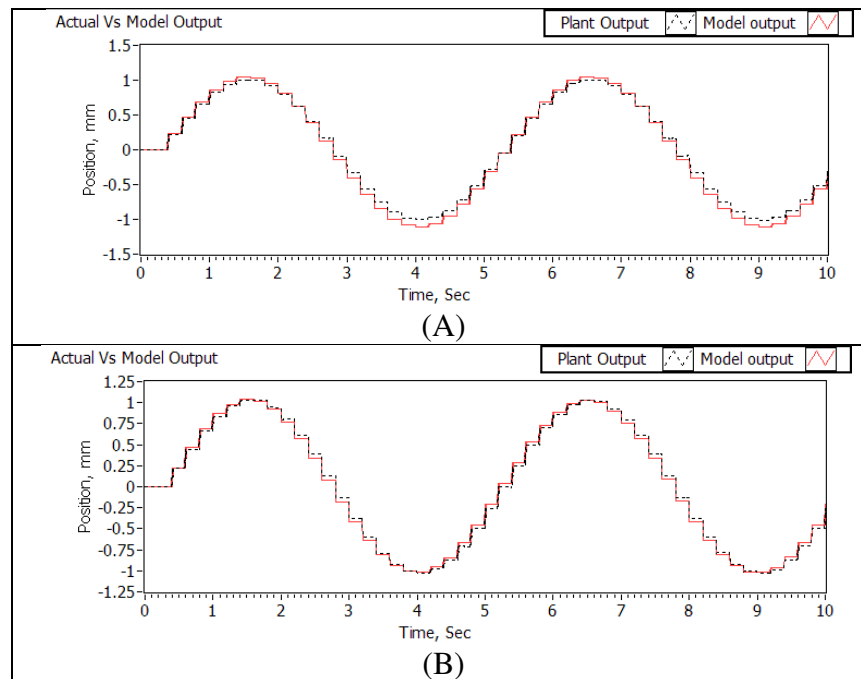 Actual Vs Model Output
Plant Output Model output
1.5
1
0.5
0
-0.5
-1
-1.5
Position, mm
0 1 2 3 4 5 6 7 8 9 10
Time, Sec
(A)
Actual Vs Model Output
Plant Output Model output
1.25
1
0.75
0.5
0.25
0
-0.25
-0.5
-0.75
-1
-1.25
Position, mm
0 1 2 3 4 5 6 7 8 9 10
Time, Sec
(B)